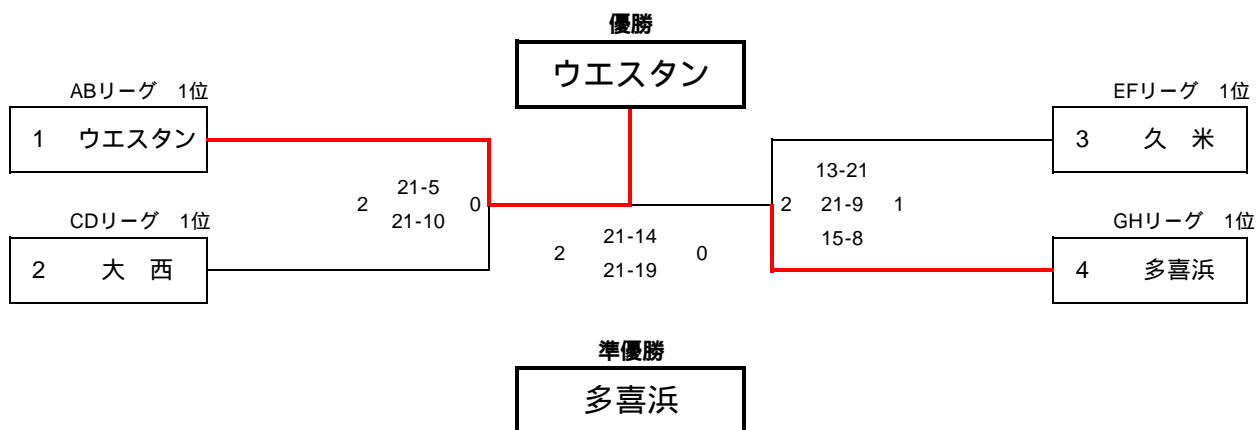 優勝
ウエスタン
ABリーグ 1位
1 ウエスタン
CDリーグ 1位
2 大 西
2 21-5 0
21-10
2 21-14 0
21-19
EFリーグ 1位
3 久 米
13-21
2 21-9 1
15-8
GHリーグ 1位
4 多喜浜
準優勝
多喜浜